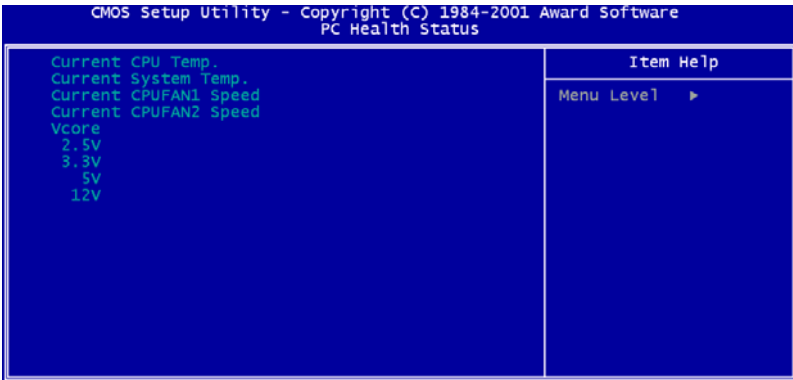 CMOS Setup Utility - Copyright (C) 1984-2001 Award Software
PC Health Status
Current CPU Temp.
Current System Temp.
Current CPUFAN1 Speed
Current CPUFAN2 Speed
Vcore
2.5V
3.3V
5V
12V
Item Help
Menu Level ►